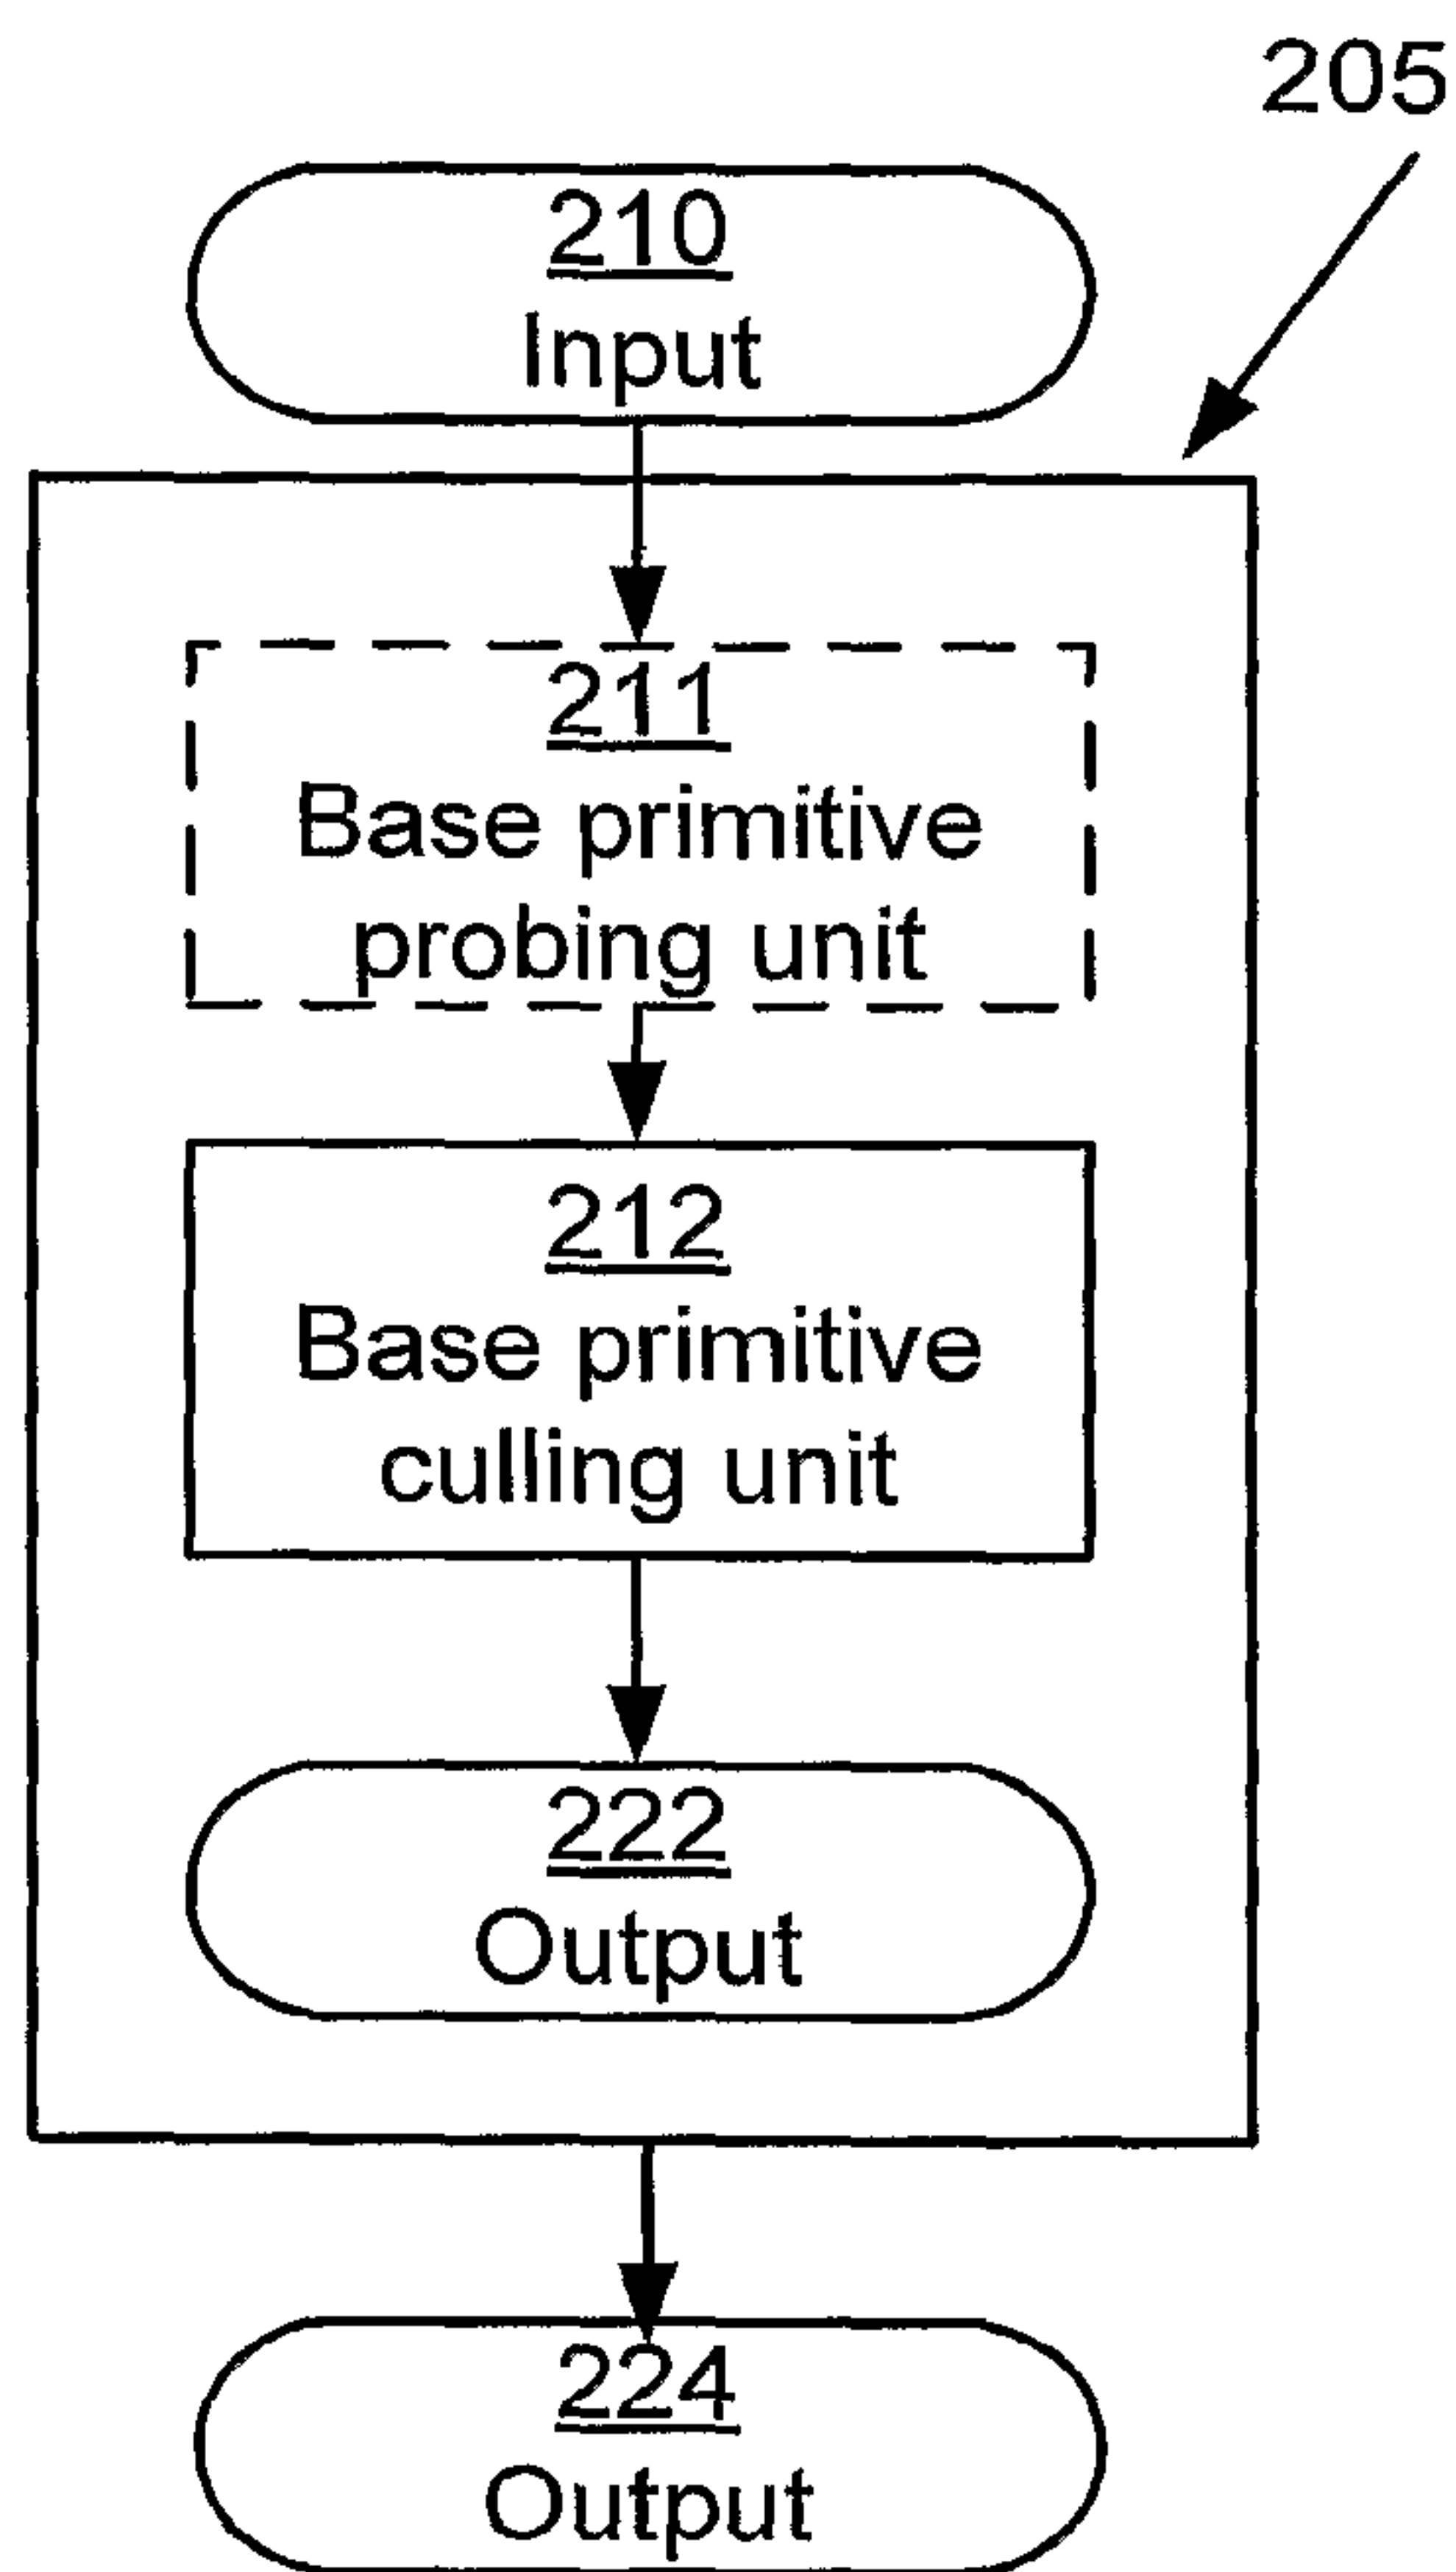 205
210
Input
211
Base primitive
probing unit
212
Base primitive
culling unit
222
Output
224
Output